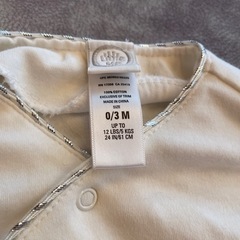 little
100% COTTON
EXCLUSIVE OF TRIM
MADE IN CHINA
SIZE
0/3 M
UP TO
12 LBS/5 KGS
24 IN/61 CM